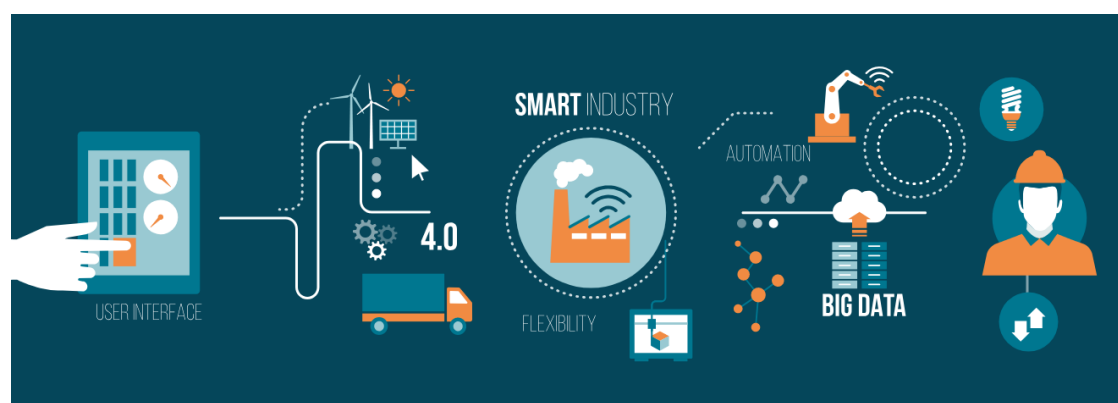 USER INTERFACE
4.0
SMART INDUSTRY
FLEXIBILITY
AUTOMATION
BIG DATA